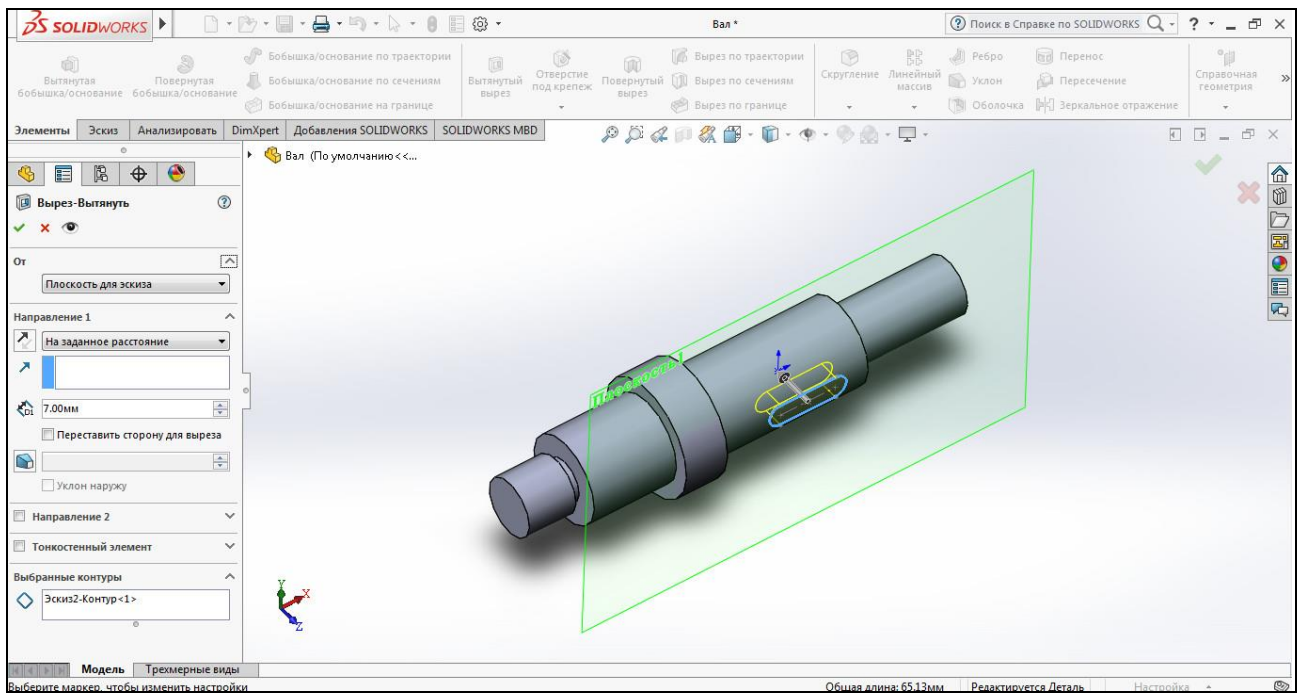 SOLIDWORKS
Вал *
Поиск в Справке по SOLIDWORKS
?
Вытянутая бобышка/основание
Повернутая бобышка/основание
Бобышка/основание по траектории
Бобышка/основание по сечениям
Бобышка/основание на границе
Вытянутый вырез
Отверстие под крепеж
Повернутый вырез
Вырез по траектории
Вырез по сечениям
Вырез по границе
Скругление
Линейный массив
Ребро
Уклон
Оболочка
Перенос
Пересечение
Зеркальное отражение
Справочная геометрия
»
Элементы Эскиз Анализировать DimXpert Добавления SOLIDWORKS SOLIDWORKS MBD
Вал (По умолчанию<<...
Вырез-Вытянуть
От
Плоскость для эскиза
Направление 1
На заданное расстояние
D1 7.00мм
Переставить сторону для выреза
Уклон наружу
Направление 2
Тонкостенный элемент
Выбранные контуры
Эскиз2-Контур<1>
Плоскость1
Y
X
Z
Модель Трехмерные виды
Выберите маркер, чтобы изменить настройки
Общая длина: 65.13мм Редактируется Деталь Настройка